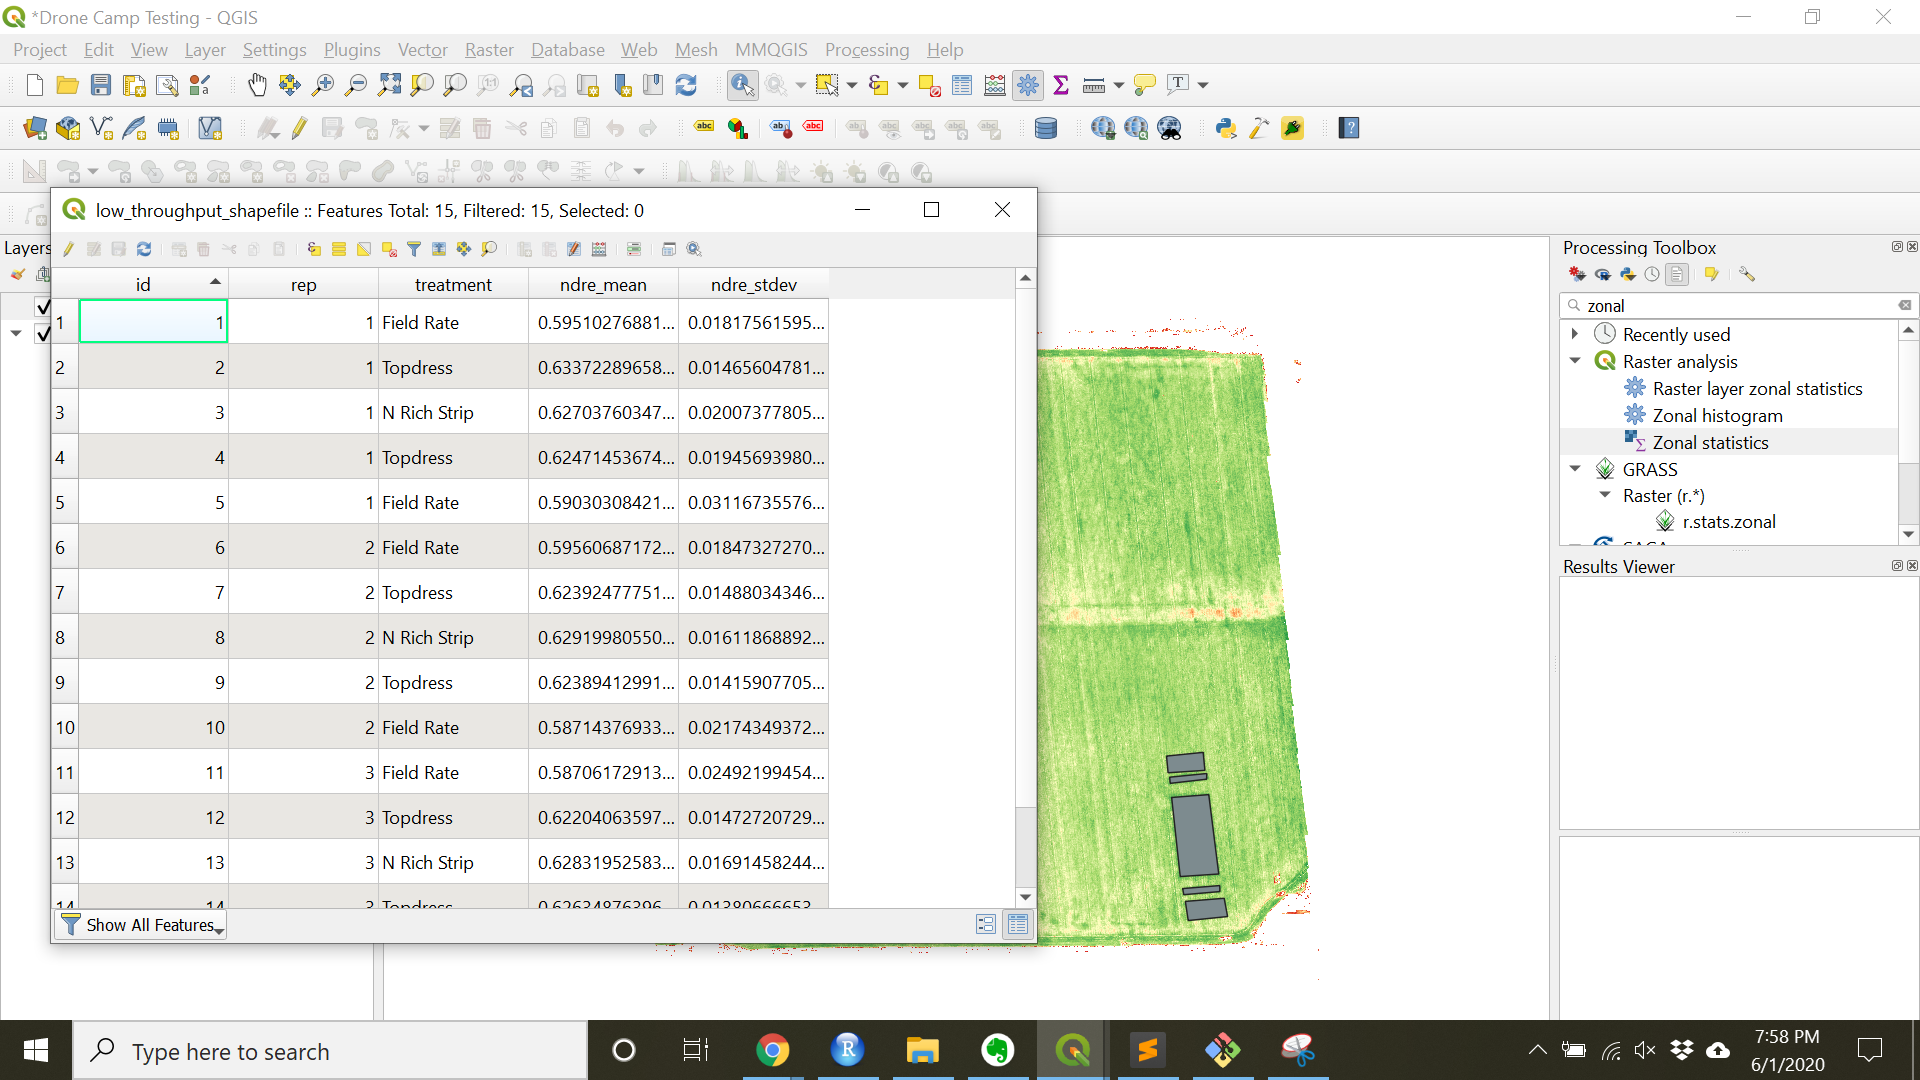 *Drone Camp Testing - QGIS
Project Edit View Layer Settings Plugins Vector Raster Database Web Mesh MMQGIS Processing Help
low_throughput_shapefile :: Features Total: 15, Filtered: 15, Selected: 0
Layers
id rep treatment ndre_mean ndre_stdev
1 1 1 Field Rate 0.59510276881... 0.01817561595...
2 2 1 Topdress 0.63372289658... 0.01465604781...
3 3 1 N Rich Strip 0.62703760347... 0.02007377805...
4 4 1 Topdress 0.62471453674... 0.01945693980...
5 5 1 Field Rate 0.59030308421... 0.03116735576...
6 6 2 Field Rate 0.59560687172... 0.01847327270...
7 7 2 Topdress 0.62392477751... 0.01488034346...
8 8 2 N Rich Strip 0.62919980550... 0.01611868892...
9 9 2 Topdress 0.62389412991... 0.01415907705...
10 10 2 Field Rate 0.58714376933... 0.02174349372...
11 11 3 Field Rate 0.58706172913... 0.02492199454...
12 12 3 Topdress 0.62204063597... 0.01472720729...
13 13 3 N Rich Strip 0.62831952583... 0.01691458244...
14 14 3 Topdress 0.62634876396... 0.01380666653...
Show All Features
Processing Toolbox
zonal
Recently used
Raster analysis
Raster layer zonal statistics
Zonal histogram
Zonal statistics
GRASS
Raster (r.*)
r.stats.zonal
SAGA
Results Viewer
Type here to search
7:58 PM
6/1/2020